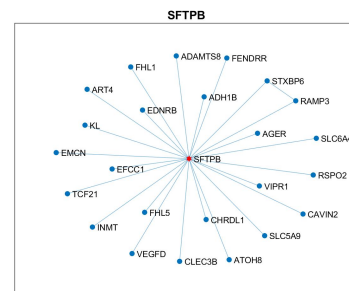 SFTPB
ADAMTS8
FENDRR
FHL1
STXBP6
ART4
ADH1B
RAMP3
EDNRB
KL
AGER
SLC6A4
EMCN
SFTPB
EFCC1
RSPO2
VIPR1
TCF21
CAVIN2
FHL5
CHRDL1
INMT
SLC5A9
VEGFD
CLEC3B
ATOH8